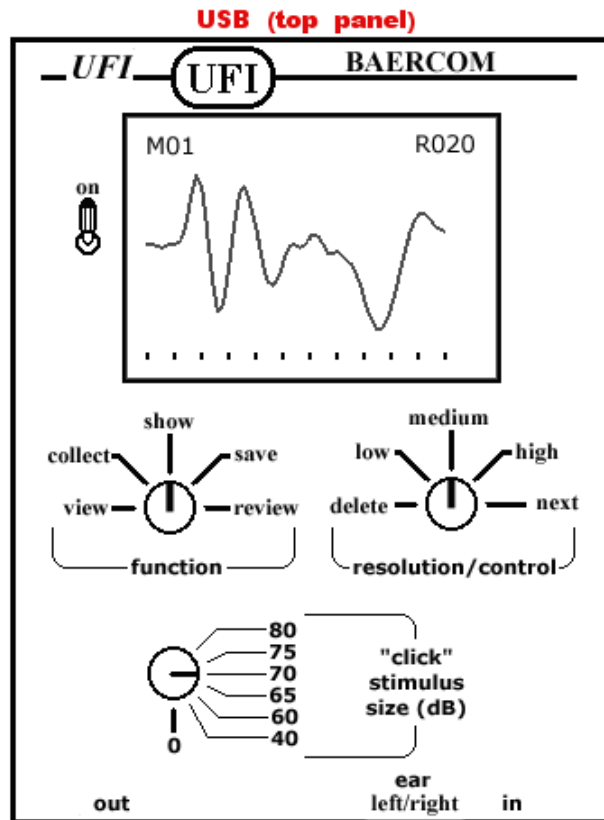 USB (top panel)
UFI UFI BAERCOM
M01 R020
on
show medium
collect save low high
view review delete next
function resolution/control
80
75
70
65
60
40
0
"click"
stimulus
size (dB)
ear
out left/right in